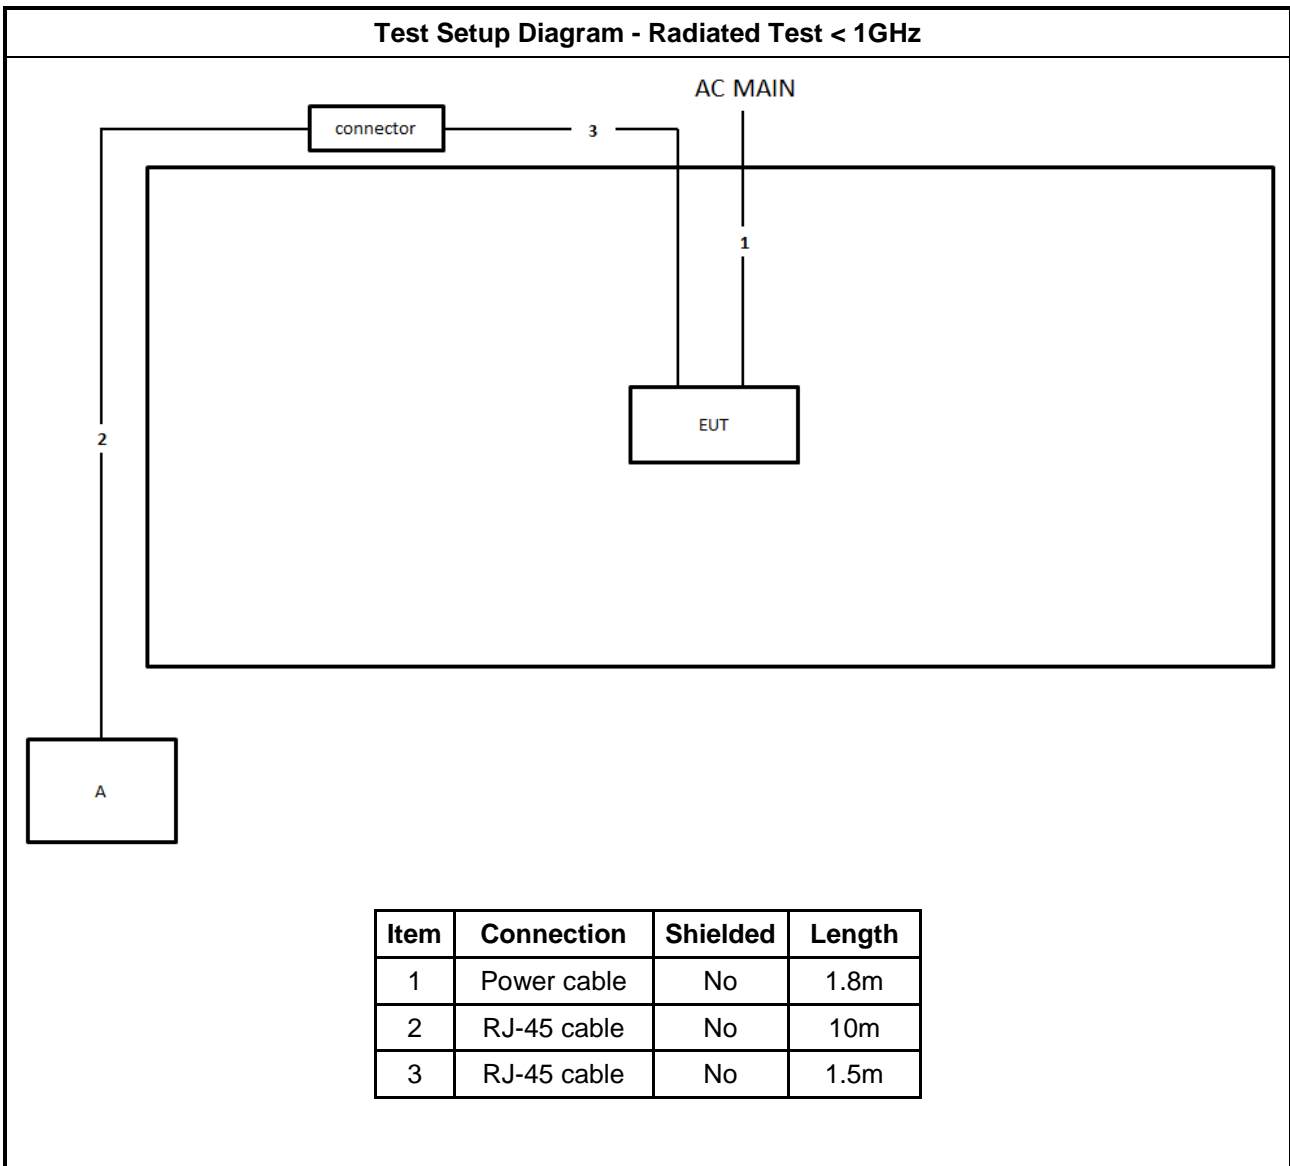 Test Setup Diagram - Radiated Test < 1GHz
AC MAIN
connector
3
1
EUT
2
A
Item Connection Shielded Length
1 Power cable No 1.8m
2 RJ-45 cable No 10m
3 RJ-45 cable No 1.5m